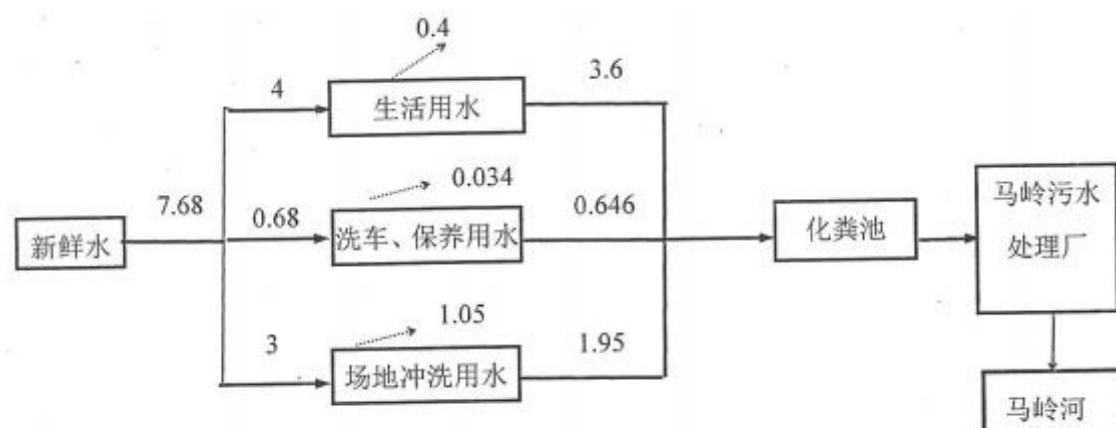 0.4
4
3.6
生活用水
0.034
7.68
0.68
0.646
新鲜水
洗车、保养用水
化粪池
马岭污水
处理厂
1.05
3
1.95
场地冲洗用水
马岭河